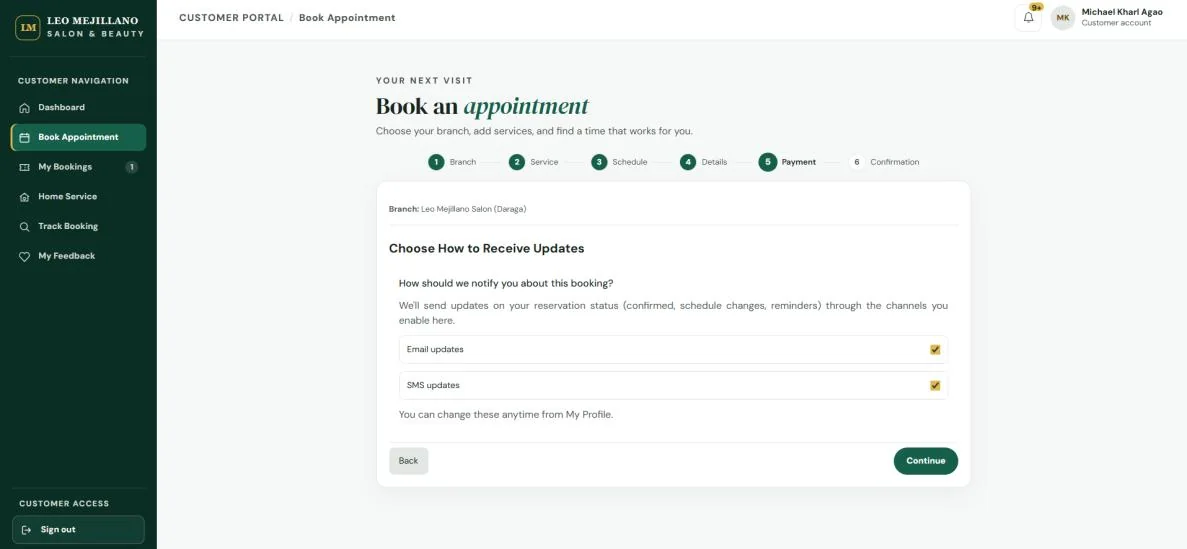 LM
LEO MEJILLANO
SALON & BEAUTY
CUSTOMER NAVIGATION
Dashboard
Book Appointment
My Bookings 1
Home Service
Track Booking
My Feedback
CUSTOMER ACCESS
Sign out
CUSTOMER PORTAL / Book Appointment
9+
MK
Michael Kharl Agao
Customer account
YOUR NEXT VISIT
Book an appointment
Choose your branch, add services, and find a time that works for you.
1 Branch 2 Service 3 Schedule 4 Details 5 Payment 6 Confirmation
Branch: Leo Mejillano Salon (Daraga)
Choose How to Receive Updates
How should we notify you about this booking?
We'll send updates on your reservation status (confirmed, schedule changes, reminders) through the channels you
enable here.
Email updates
SMS updates
You can change these anytime from My Profile.
Back
Continue